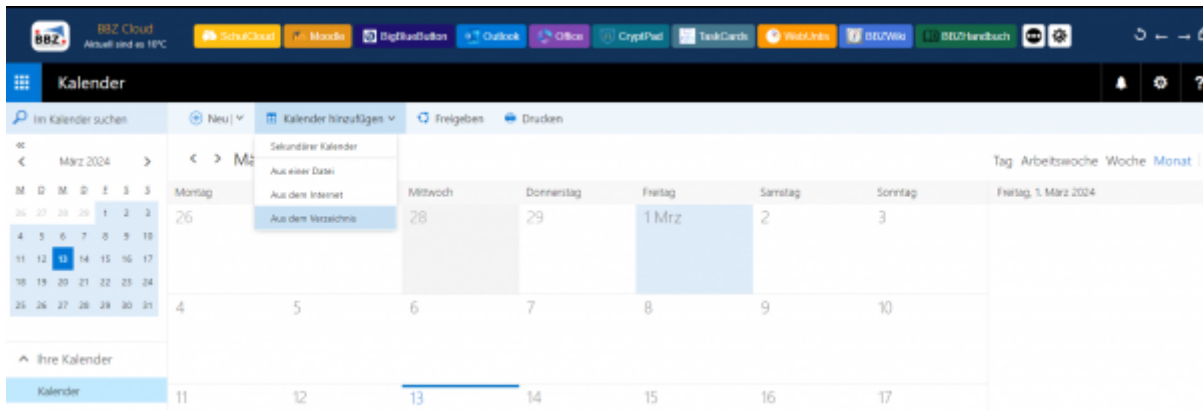 BBZ.
BBZ Cloud
Aktuell sind es 10°C
SchulCloud Moodle BigBlueButton Outlook Office CryptPad TaskCards WebUntis BBZWiki BBZHandbuch
Kalender
?
Im Kalender suchen
Neu Kalender hinzufügen Freigeben Drucken
Sekundärer Kalender
Aus einer Datei
Aus dem Internet
Aus dem Verzeichnis
März 2024
M D M D F S S
26 27 28 29 1 2 3
4 5 6 7 8 9 10
11 12 13 14 15 16 17
18 19 20 21 22 23 24
25 26 27 28 29 30 31
Ihre Kalender
Kalender
Mä
Tag Arbeitswoche Woche Monat
Montag Mittwoch Donnerstag Freitag Samstag Sonntag Freitag, 1. März 2024
26 28 29 1 Mrz 2 3
4 5 6 7 8 9 10
11 12 13 14 15 16 17